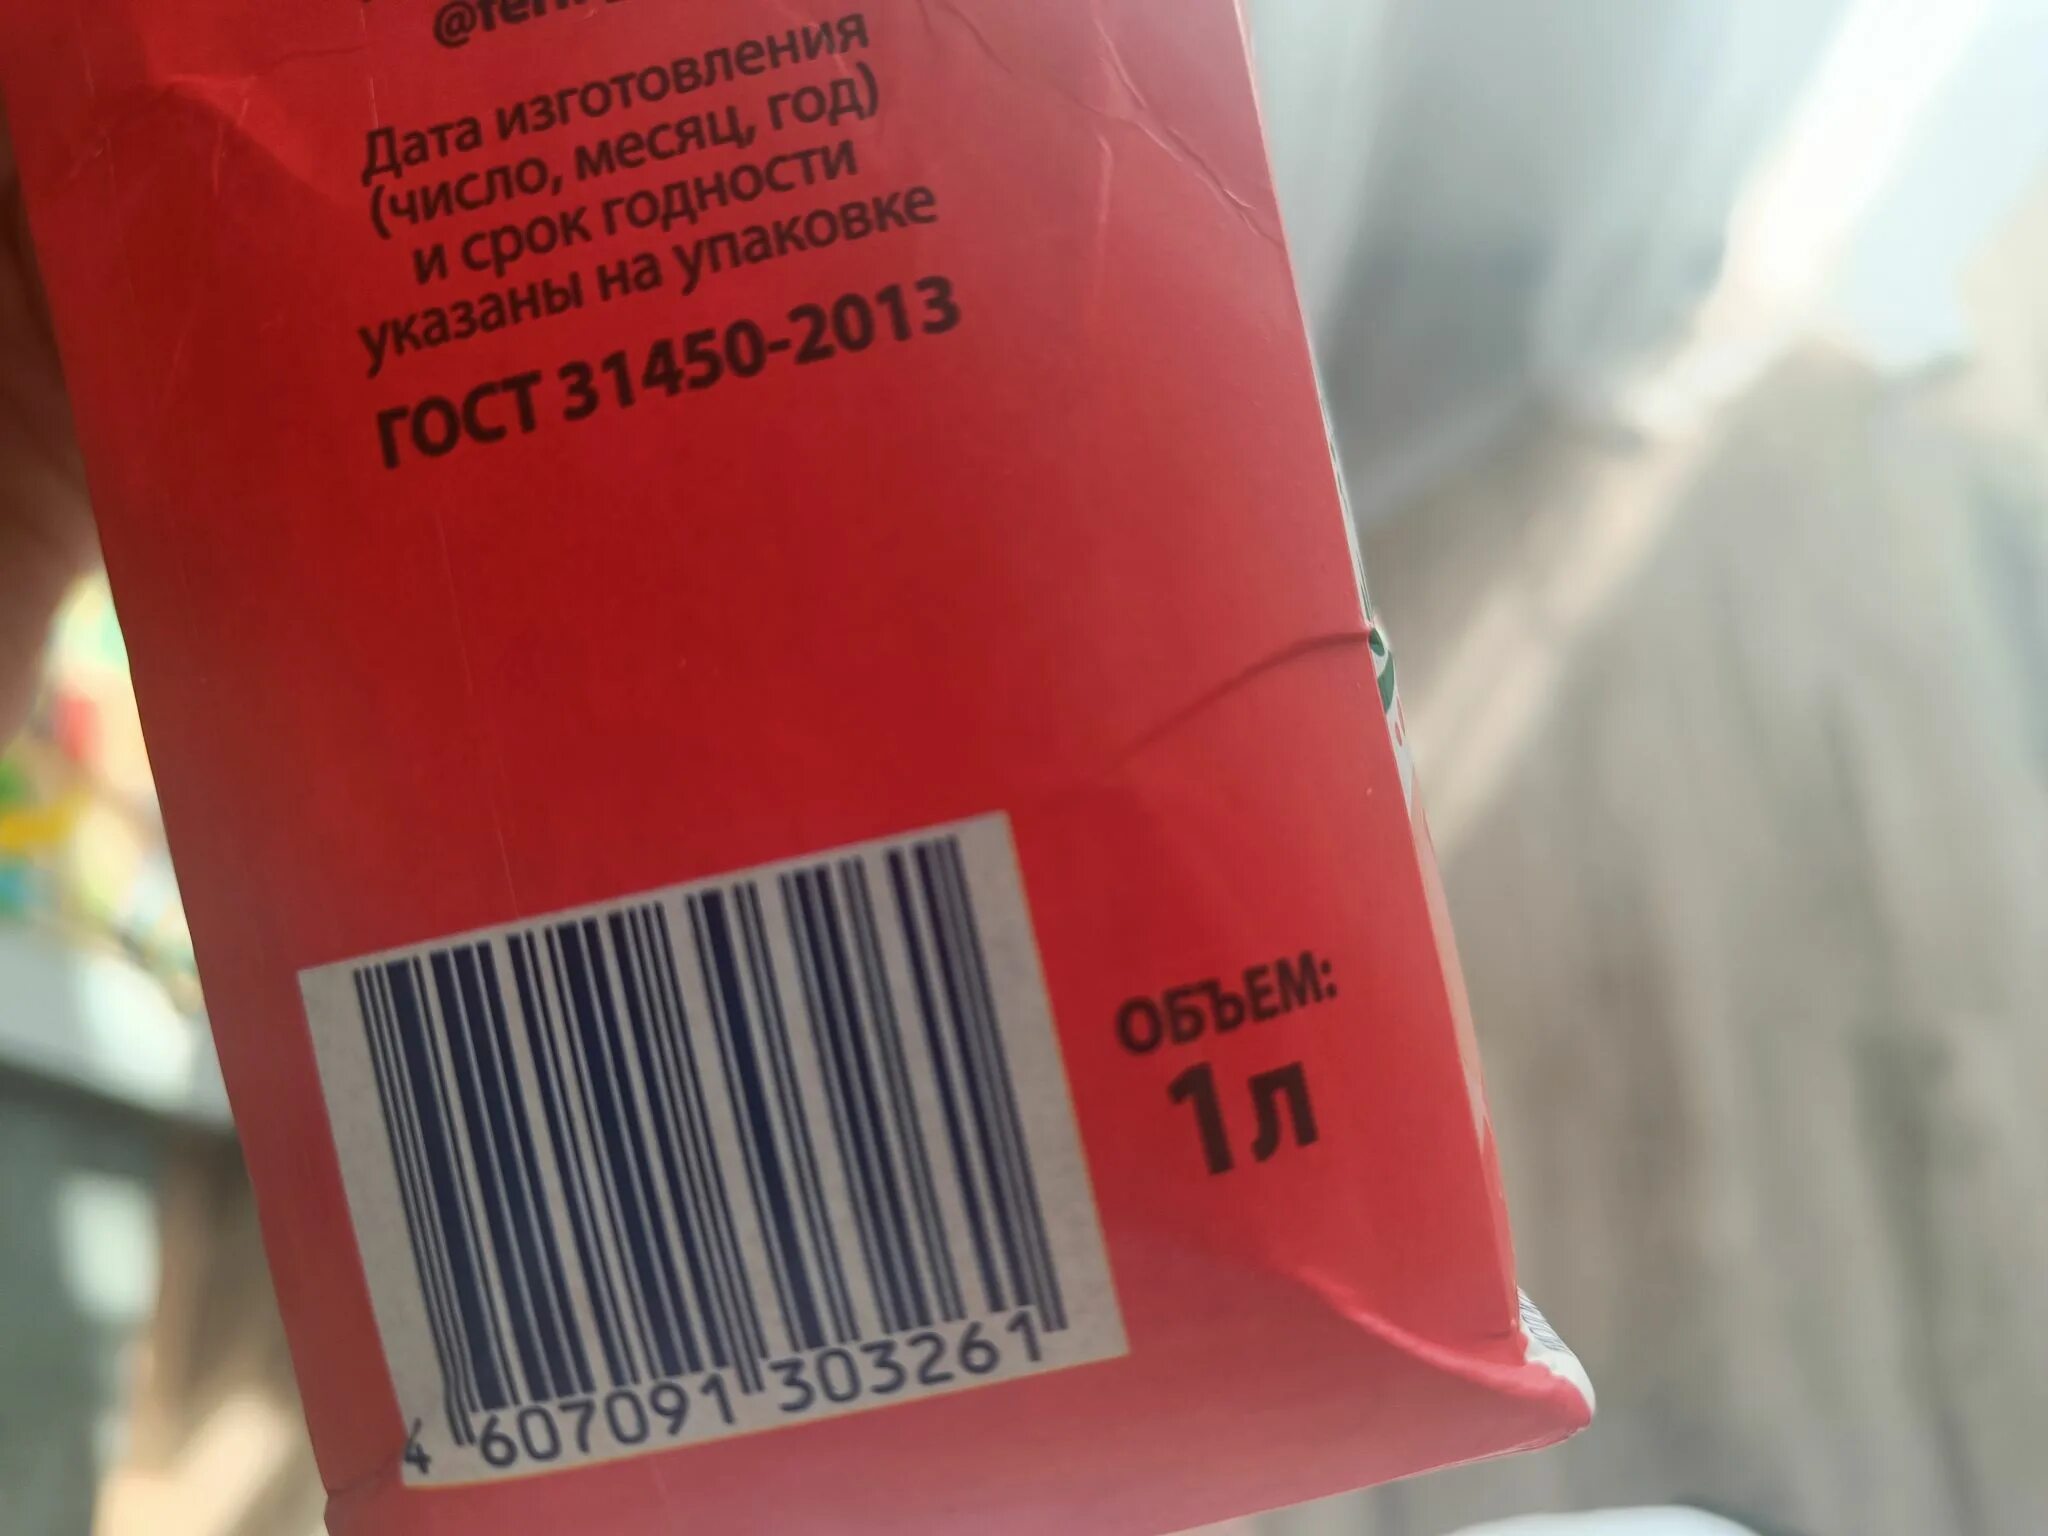 Дата изготовления
(число, месяц, год)
и срок годности
указаны на упаковке
ГОСТ 31450-2013
ОБЪЕМ:
1л
4 607091 303261